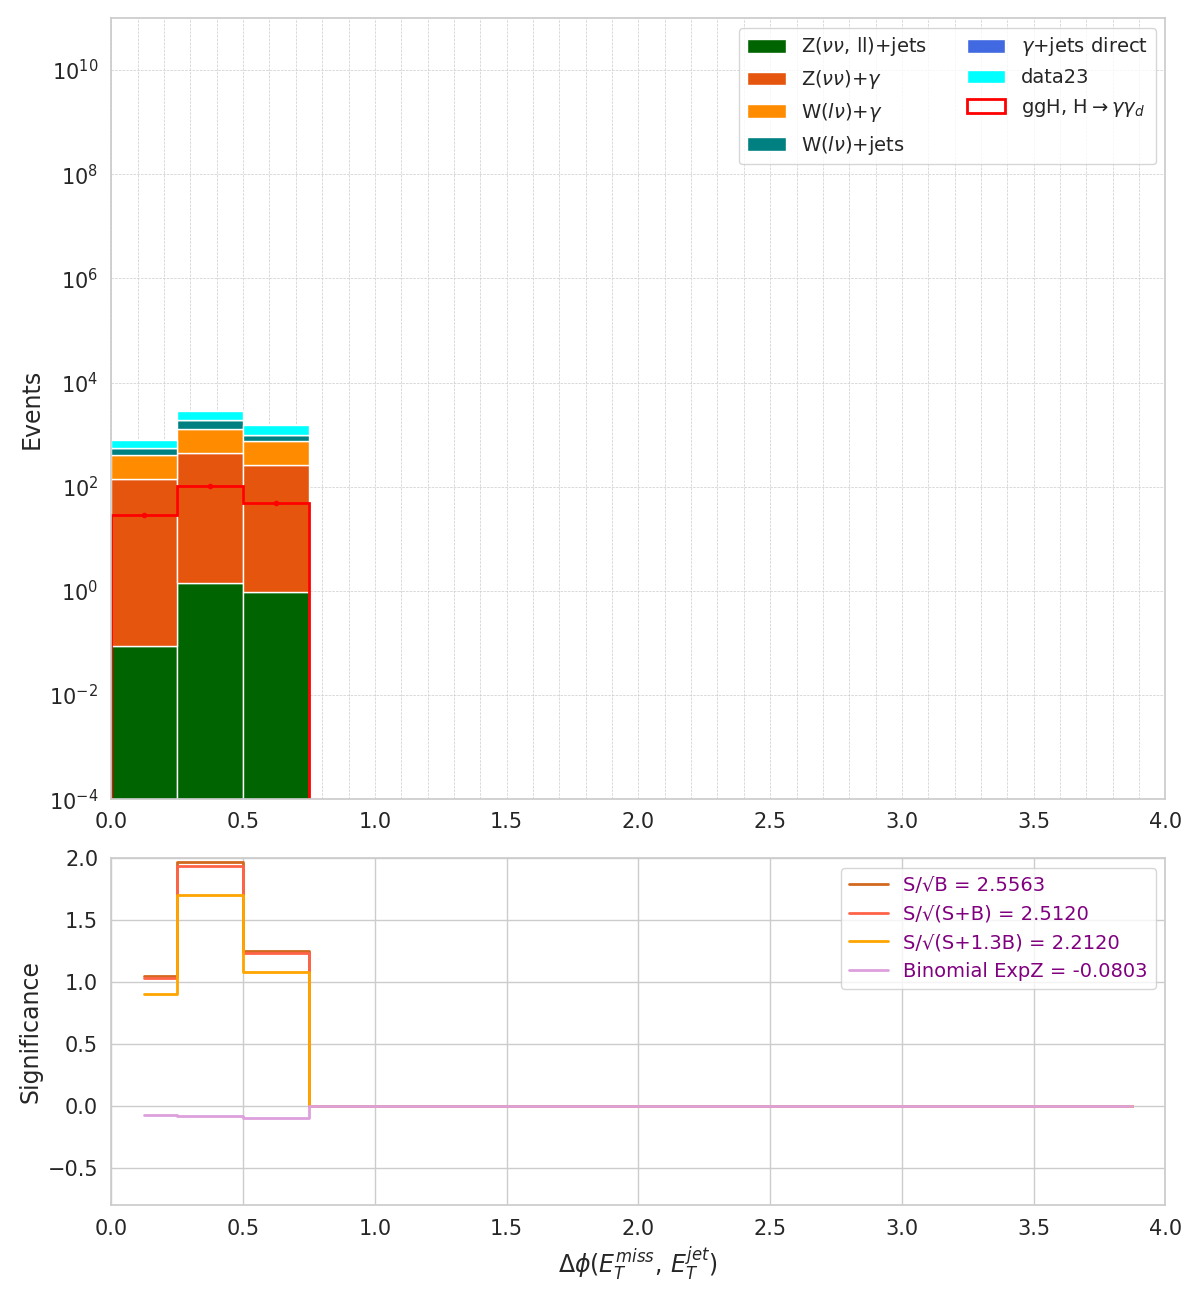 Events
10^10
10^8
10^6
10^4
10^2
10^0
10^−2
10^−4
Z(νν, ll)+jets
Z(νν)+γ
W(lν)+γ
W(lν)+jets
γ+jets direct
data23
ggH, H→γγ_d
0.0 0.5 1.0 1.5 2.0 2.5 3.0 3.5 4.0
Significance
2.0
1.5
1.0
0.5
0.0
−0.5
S/√B = 2.5563
S/√(S+B) = 2.5120
S/√(S+1.3B) = 2.2120
Binomial ExpZ = -0.0803
0.0 0.5 1.0 1.5 2.0 2.5 3.0 3.5 4.0
Δϕ(E_T^miss, E_T^jet)